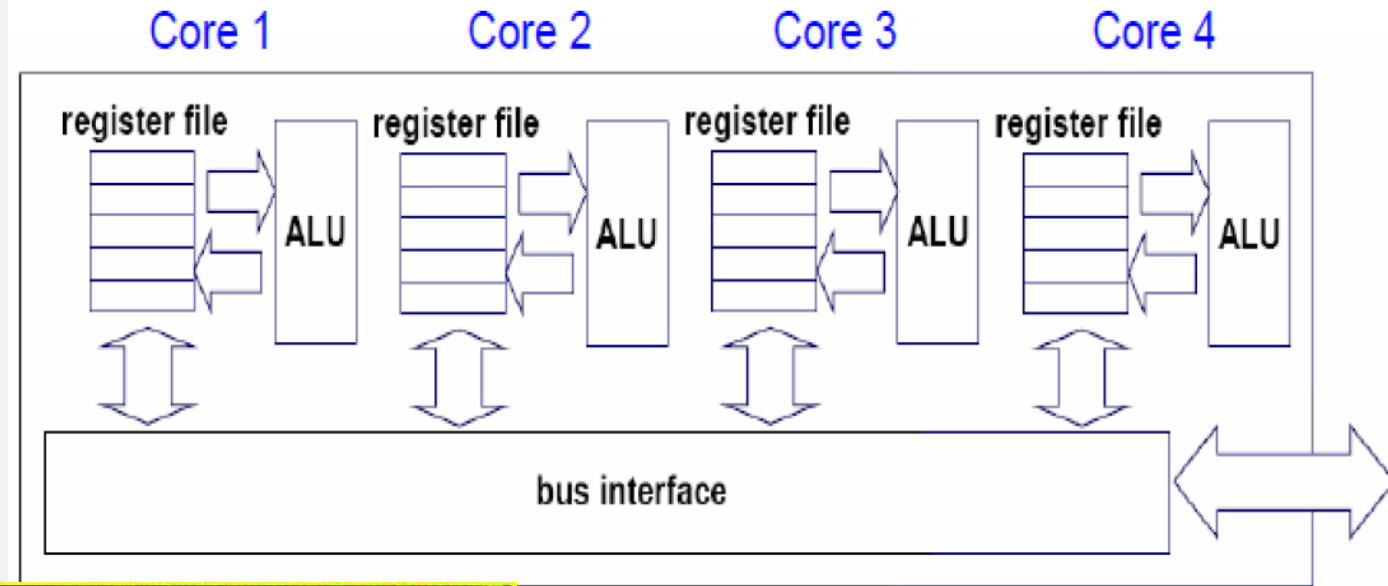 Core 1 Core 2 Core 3 Core 4
register file register file register file register file
ALU ALU ALU ALU
bus interface